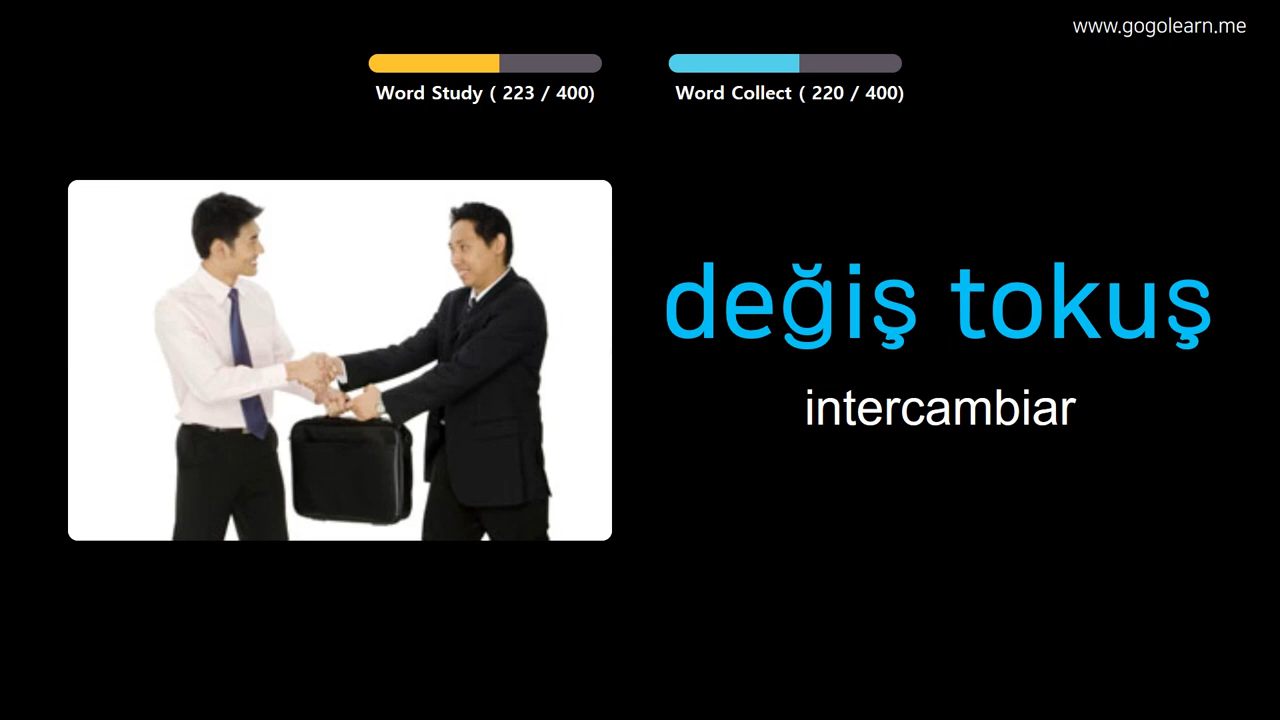 www.gogolearn.me
Word Study ( 223 / 400)
Word Collect ( 220 / 400)
değiş tokuş
intercambiar